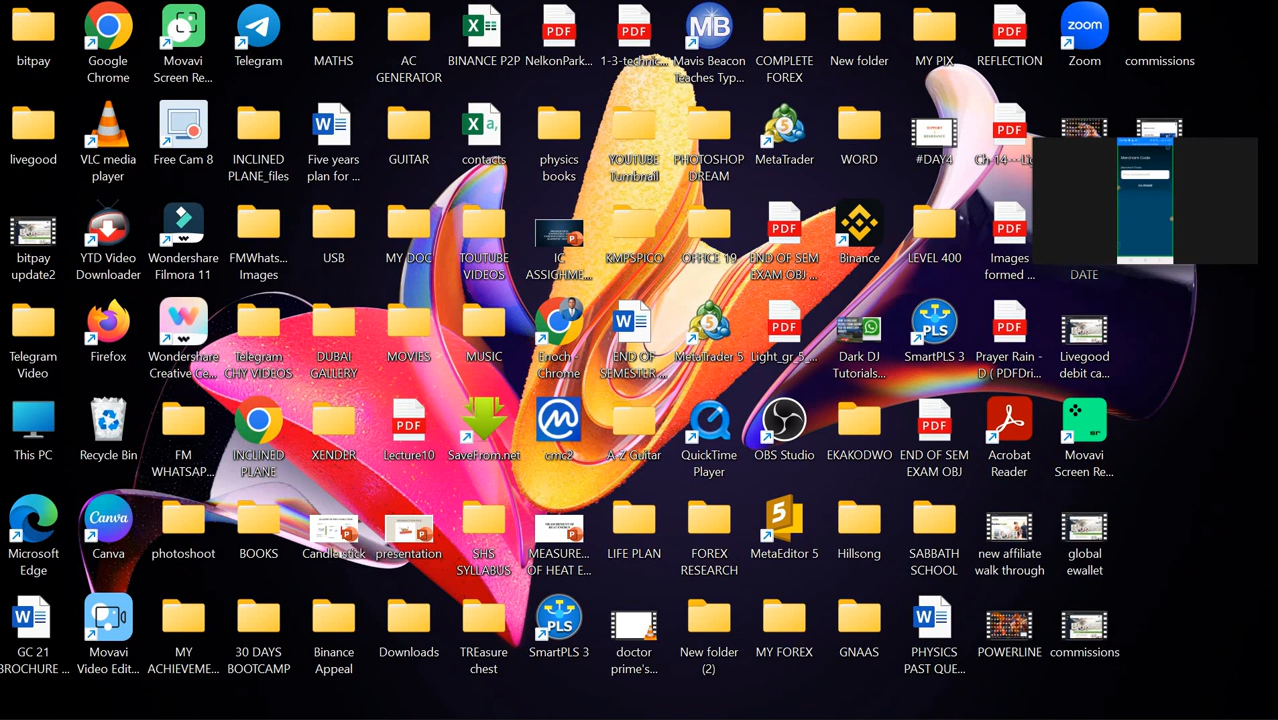 bitpay
Google
Chrome
Movavi
Screen Re...
Telegram
MATHS
AC
GENERATOR
BINANCE P2P
NelkonPark...
1-3-technic...
Mavis Beacon
Teaches Typ...
COMPLETE
FOREX
New folder
MY PIX
REFLECTION
Zoom
commissions
livegood
VLC media
player
Free Cam 8
INCLINED
PLANE_files
Five years
plan for ...
GUITAR
contacts
physics
books
YOUTUBE
Tumbnail
PHOTOSHOP
DREAM
MetaTrader
WORD
#DAY4
Merchant Code
bitpay
update2
YTD Video
Downloader
Wondershare
Filmora 11
FMWhats...
Images
USB
MY DOC
TOUTUBE
VIDEOS
IC
ASSIGHME...
KMPSPICO
OFFICE 19
END OF SEM
EXAM OBJ ...
Binance
LEVEL 400
Images
formed ...
DATE
Telegram
Video
Firefox
Wondershare
Creative Ce...
Telegram
CHY VIDEOS
DUBAI
GALLERY
MOVIES
MUSIC
Enoch -
Chrome
END OF
SEMESTER ...
MetaTrader 5
Light_gr_5_...
Dark DJ
Tutorials...
SmartPLS 3
Prayer Rain -
D ( PDFDri...
Livegood
debit ca...
This PC
Recycle Bin
FM
WHATSAP...
INCLINED
PLANE
XENDER
Lecture10
SaveFrom.net
cmc2
A-Z Guitar
QuickTime
Player
OBS Studio
EKAKODWO
END OF SEM
EXAM OBJ
Acrobat
Reader
Movavi
Screen Re...
Microsoft
Edge
Canva
photoshoot
BOOKS
Candle stick
presentation
SHS
SYLLABUS
MEASURE...
OF HEAT E...
LIFE PLAN
FOREX
RESEARCH
MetaEditor 5
Hillsong
SABBATH
SCHOOL
new affiliate
walk through
global
ewallet
GC 21
BROCHURE ...
Movavi
Video Edit...
MY
ACHIEVEME...
30 DAYS
BOOTCAMP
Binance
Appeal
Downloads
TREasure
chest
SmartPLS 3
doctor
prime's...
New folder
(2)
MY FOREX
GNAAS
PHYSICS
PAST QUE...
POWERLINE
commissions